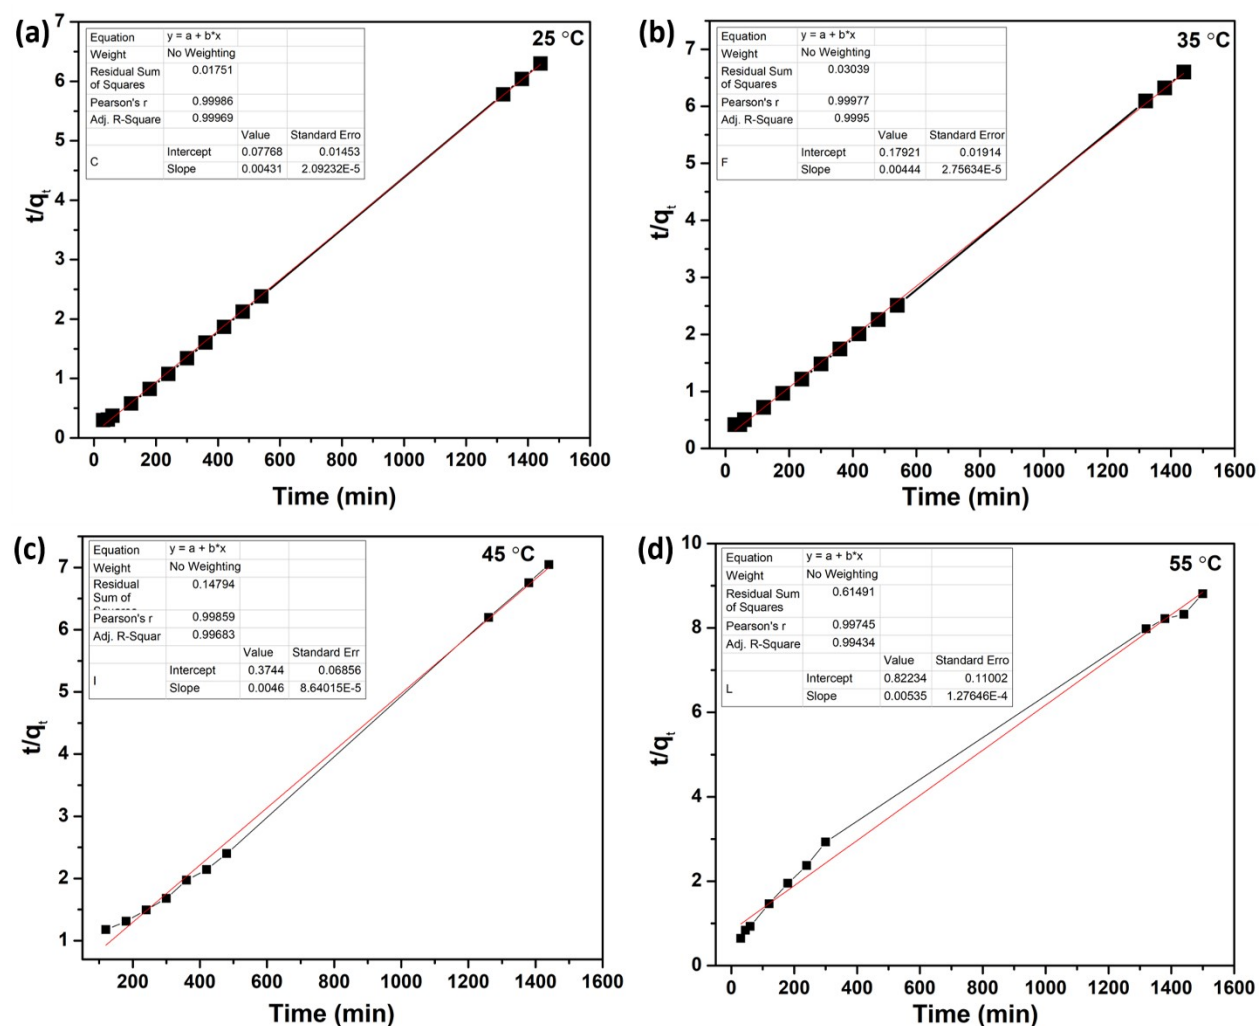 (a)
25 °C
Equation y = a + b*x
Weight No Weighting
Residual Sum of Squares 0.01751
Pearson's r 0.99986
Adj. R-Square 0.99969
Value Standard Erro
C Intercept 0.07768 0.01453
Slope 0.00431 2.09232E-5
7
6
5
4
3
2
1
0
t/qt
0 200 400 600 800 1000 1200 1400 1600
Time (min)
(b)
35 °C
Equation y = a + b*x
Weight No Weighting
Residual Sum of Squares 0.03039
Pearson's r 0.99977
Adj. R-Square 0.9995
Value Standard Error
F Intercept 0.17921 0.01914
Slope 0.00444 2.75634E-5
7
6
5
4
3
2
1
0
t/qt
0 200 400 600 800 1000 1200 1400 1600
Time (min)
(c)
45 °C
Equation y = a + b*x
Weight No Weighting
Residual Sum of 0.14794
Pearson's r 0.99859
Adj. R-Squar 0.99683
Value Standard Err
I Intercept 0.3744 0.06856
Slope 0.0046 8.64015E-5
7
6
5
4
3
2
1
t/qt
200 400 600 800 1000 1200 1400 1600
Time (min)
(d)
55 °C
Equation y = a + b*x
Weight No Weighting
Residual Sum of Squares 0.61491
Pearson's r 0.99745
Adj. R-Square 0.99434
Value Standard Erro
L Intercept 0.82234 0.11002
Slope 0.00535 1.27646E-4
10
8
6
4
2
0
t/qt
0 200 400 600 800 1000 1200 1400 1600
Time (min)